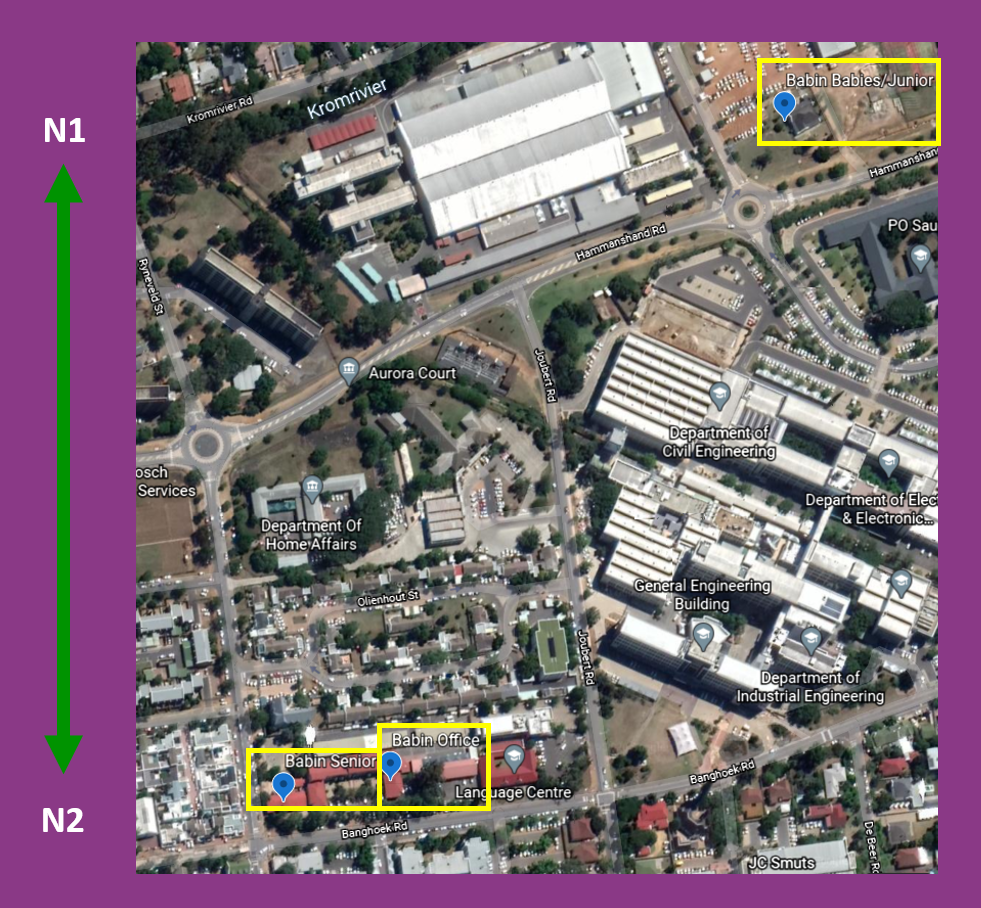 N1
Kromrivier Rd
Kromrivier
Babin Babies/Junior
Hammanshand
Hammanshand Rd
PO Sau
Ryneveld St
Joubert Rd
Aurora Court
Department of
Civil Engineering
osch
Services
Department Of
Home Affairs
Department of Elec
& Electronic...
General Engineering
Building
Olienhout St
Joubert Rd
Department of
Industrial Engineering
Babin Office
Babin Senior
Language Centre
Banghoek Rd
N2
Banghoek Rd
De Beer Rd
JC Smuts